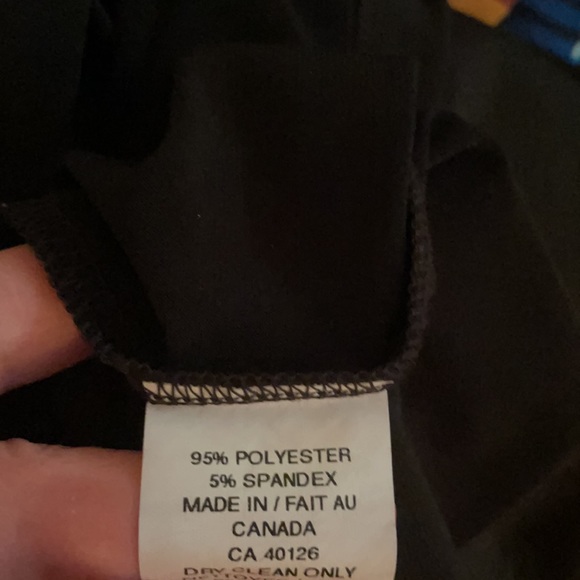 95% POLYESTER
5% SPANDEX
MADE IN / FAIT AU
CANADA
CA 40126
DRY CLEAN ONLY